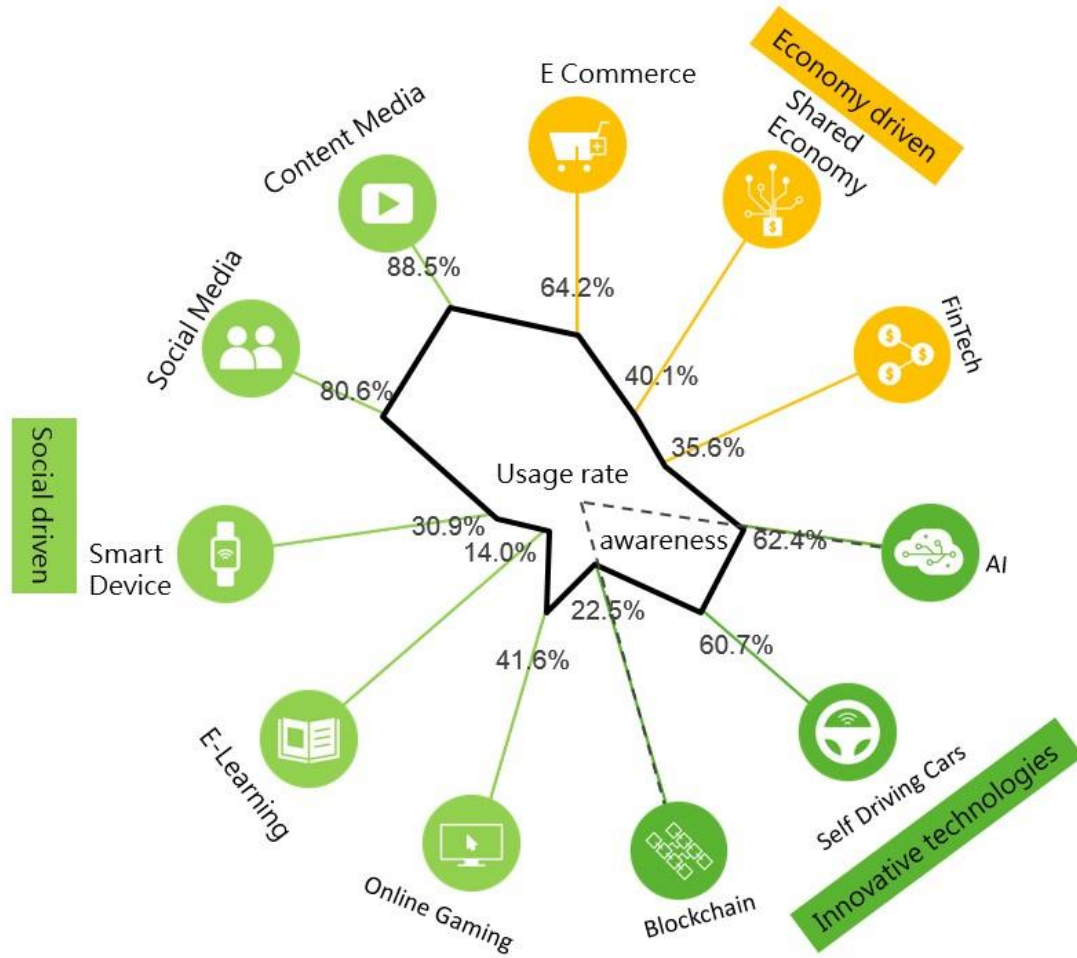 E Commerce
Economy driven
Shared
Economy
Content Media
88.5%
64.2%
Social Media
80.6%
40.1%
FinTech
35.6%
Usage rate
Social driven
30.9%
awareness
62.4%
14.0%
Smart
Device
AI
22.5%
60.7%
41.6%
E-Learning
Self Driving Cars
Innovative technologies
Online Gaming
Blockchain
$
$
$
$